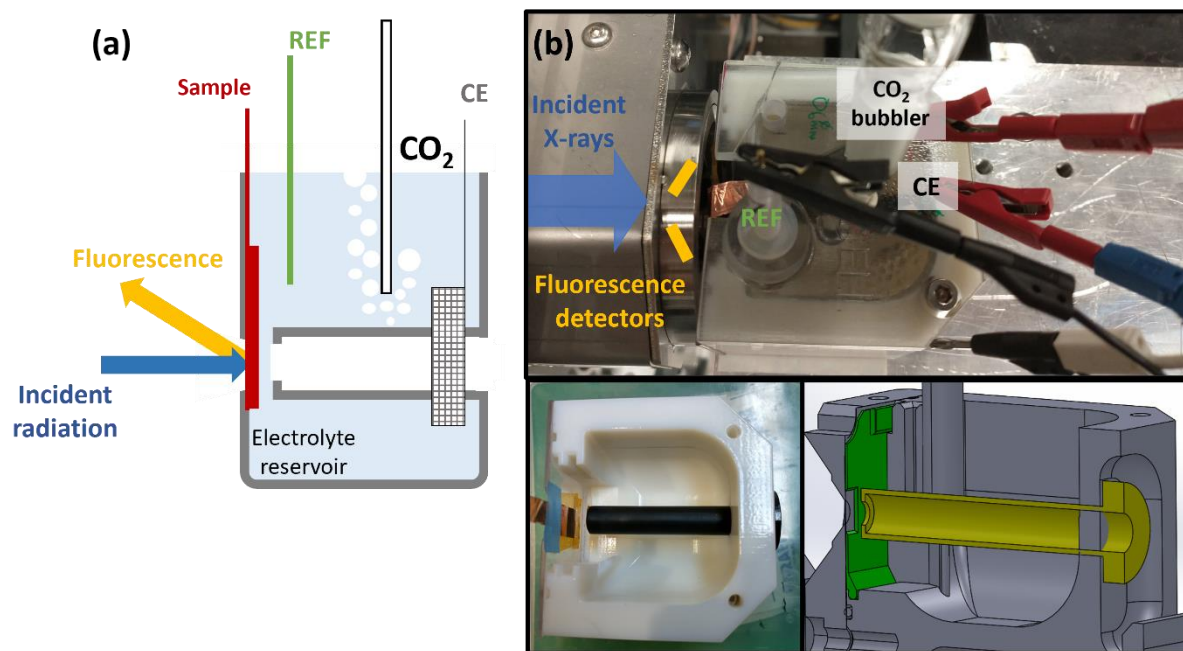 (a)
REF
Sample
CE
CO2
Fluorescence
Incident
radiation
Electrolyte
reservoir
(b)
Incident
X-rays
CO2
bubbler
CE
REF
Fluorescence
detectors